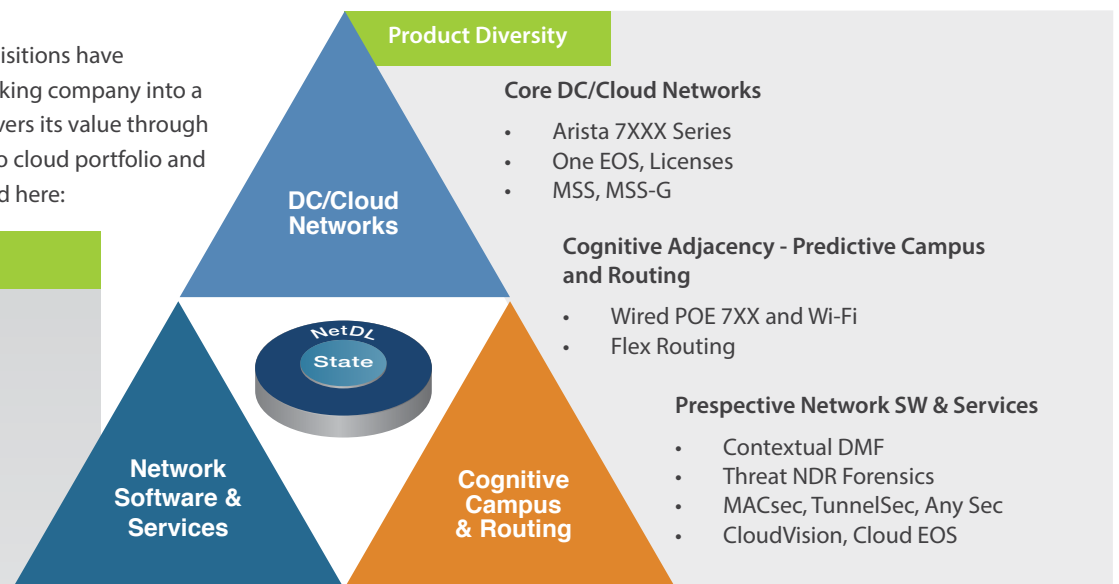 isitions have
king company into a
vers its value through
o cloud portfolio and
d here:
Product Diversity
Core DC/Cloud Networks
• Arista 7XXX Series
• One EOS, Licenses
• MSS, MSS-G
Cognitive Adjacency - Predictive Campus
and Routing
• Wired POE 7XX and Wi-Fi
• Flex Routing
Prespective Network SW & Services
• Contextual DMF
• Threat NDR Forensics
• MACsec, TunnelSec, Any Sec
• CloudVision, Cloud EOS
DC/Cloud
Networks
NetDL
State
Network
Software &
Services
Cognitive
Campus
& Routing